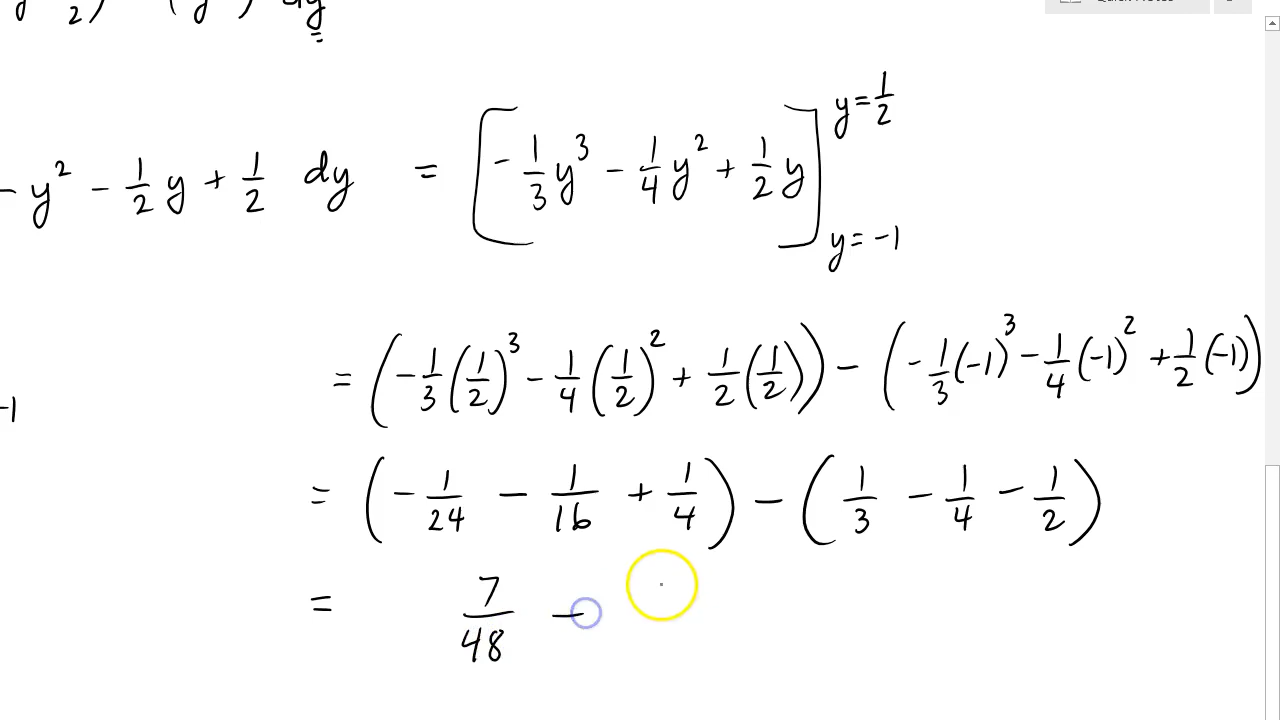 - y² - 1/2 y + 1/2 dy = [ - 1/3 y³ - 1/4 y² + 1/2 y ] y = 1/2 y = -1
= ( - 1/3 (1/2)³ - 1/4 (1/2)² + 1/2 (1/2) ) - ( - 1/3 (-1)³ - 1/4 (-1)² + 1/2 (-1) )
-1
= ( - 1/24 - 1/16 + 1/4 ) - ( 1/3 - 1/4 - 1/2 )
= 7/48 -